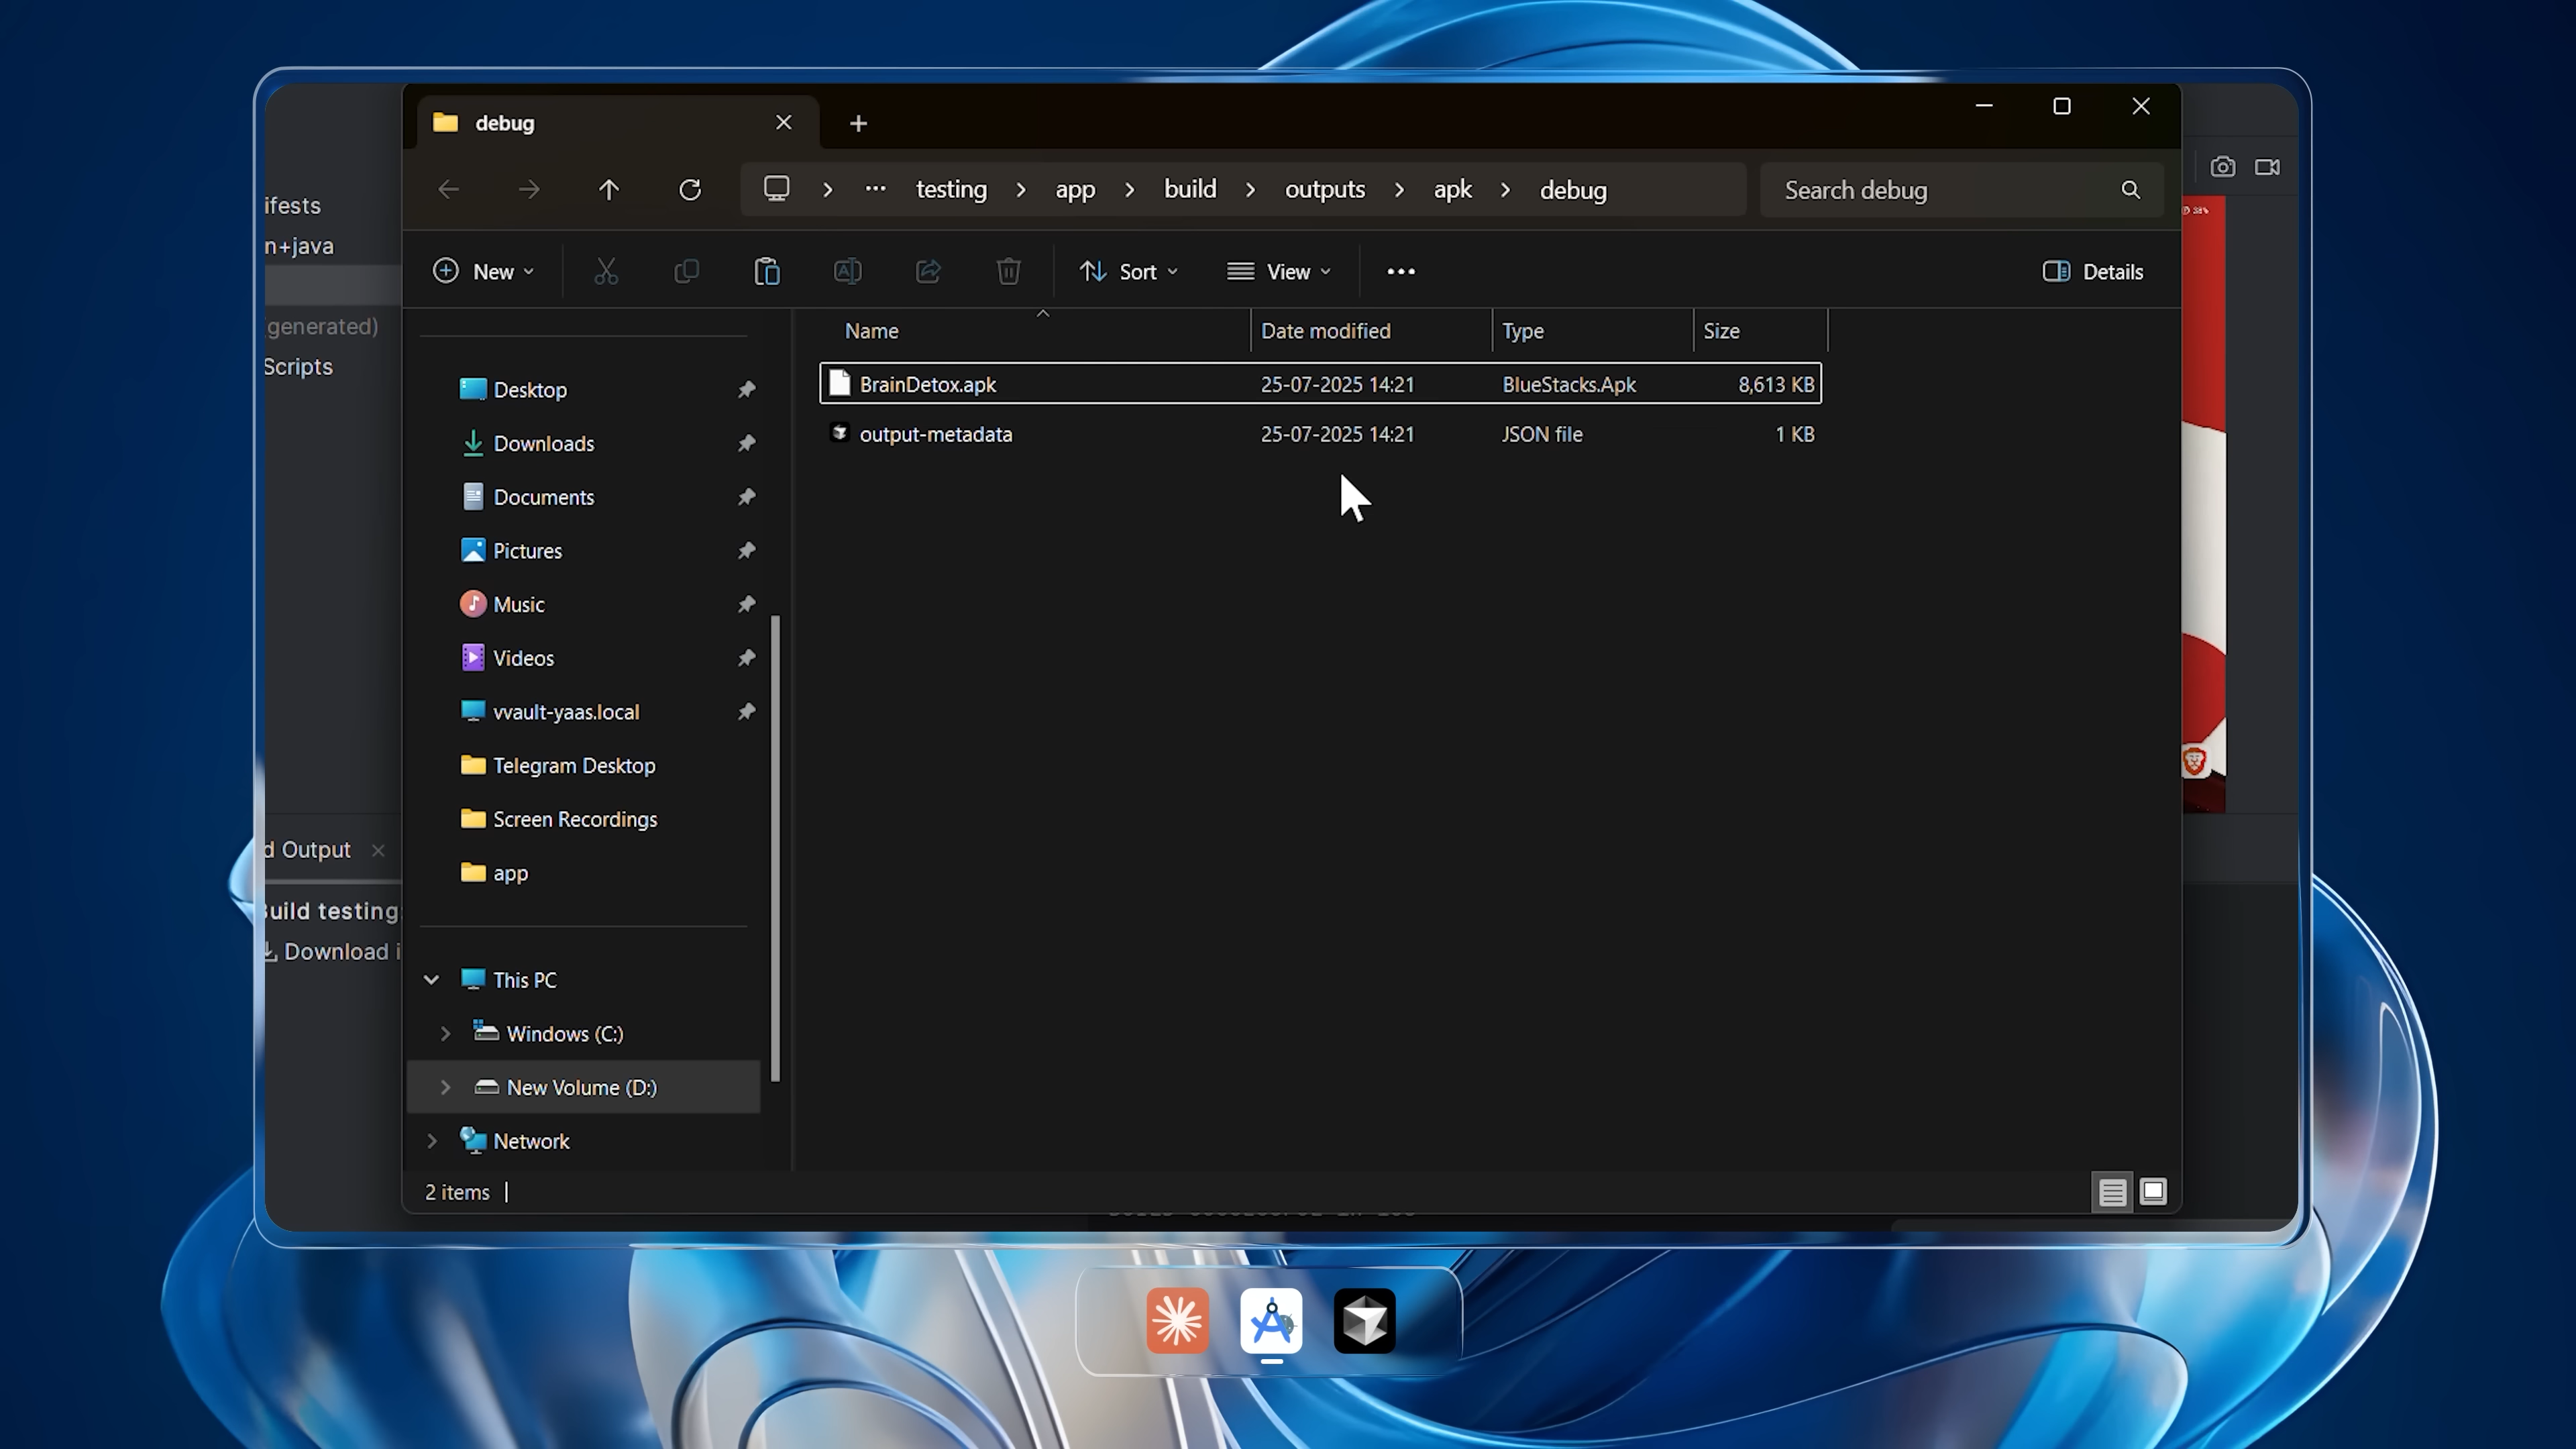 debug
testing
app
build
outputs
apk
debug
Search debug
New
Sort
View
Details
Name
Date modified
Type
Size
BrainDetox.apk 25-07-2025 14:21 BlueStacks.Apk 8,613 KB
output-metadata 25-07-2025 14:21 JSON file 1 KB
Desktop
Downloads
Documents
Pictures
Music
Videos
vvault-yaas.local
Telegram Desktop
Screen Recordings
app
This PC
Windows (C:)
New Volume (D:)
Network
2 items
ifests
n+java
generated)
Scripts
d Output
uild testing:
Download i
38%